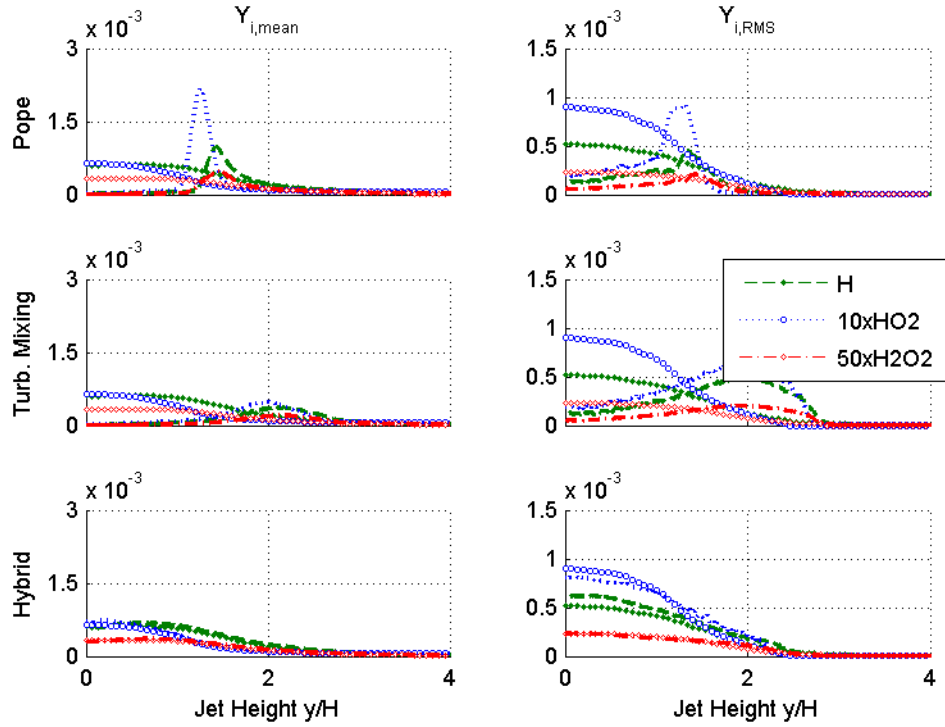 Y i,mean
Y i,RMS
x 10^-3
x 10^-3
3
1.5
0
1.5
1
0.5
0
Pope
x 10^-3
x 10^-3
3
1.5
0
1.5
1
0.5
0
Turb. Mixing
H
10xHO2
50xH2O2
x 10^-3
x 10^-3
3
1.5
0
1.5
1
0.5
0
Hybrid
0 2 4
0 2 4
Jet Height y/H
Jet Height y/H